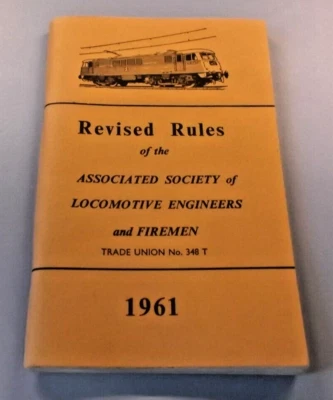 Revised Rules
of the
ASSOCIATED SOCIETY of
LOCOMOTIVE ENGINEERS
and FIREMEN
TRADE UNION No. 348 T
1961